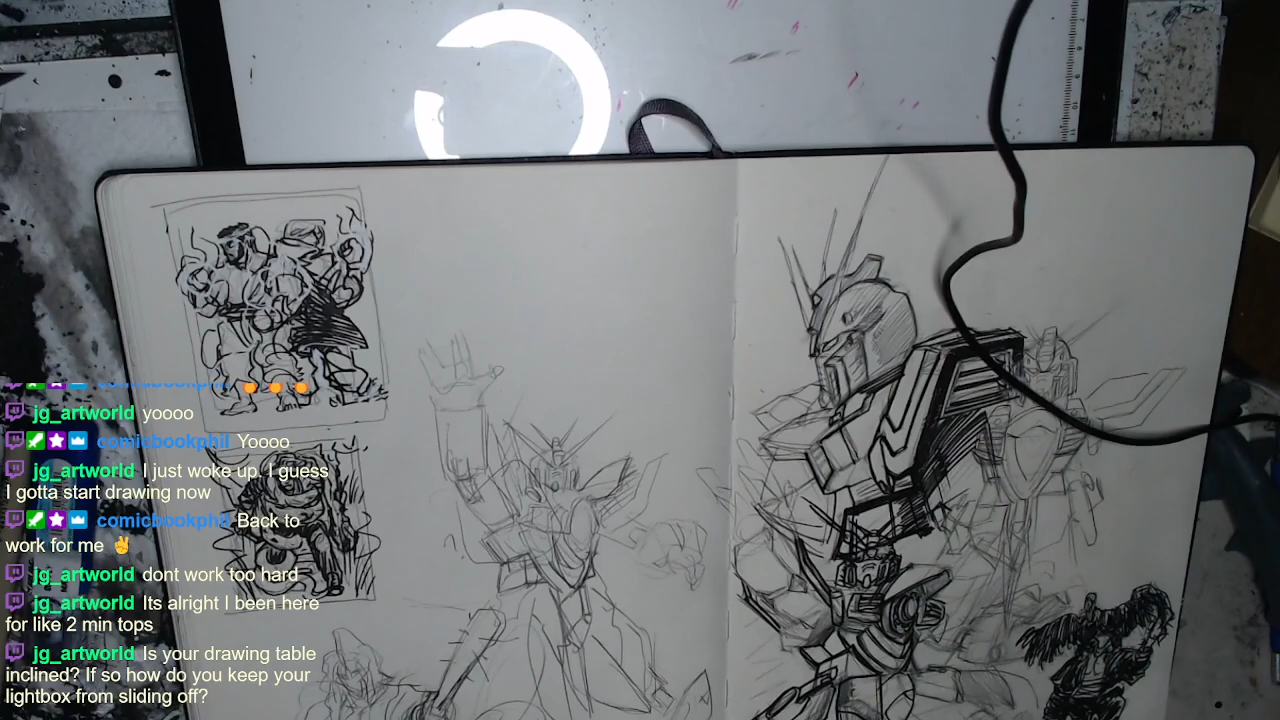 comicbookphil
jg_artworld yoooo
comicbookphil Yoooo
jg_artworld I just woke up. I guess
I gotta start drawing now
comicbookphil Back to
work for me ✌️
jg_artworld dont work too hard
jg_artworld Its alright I been here
for like 2 min tops
jg_artworld Is your drawing table
inclined? If so how do you keep your
lightbox from sliding off?